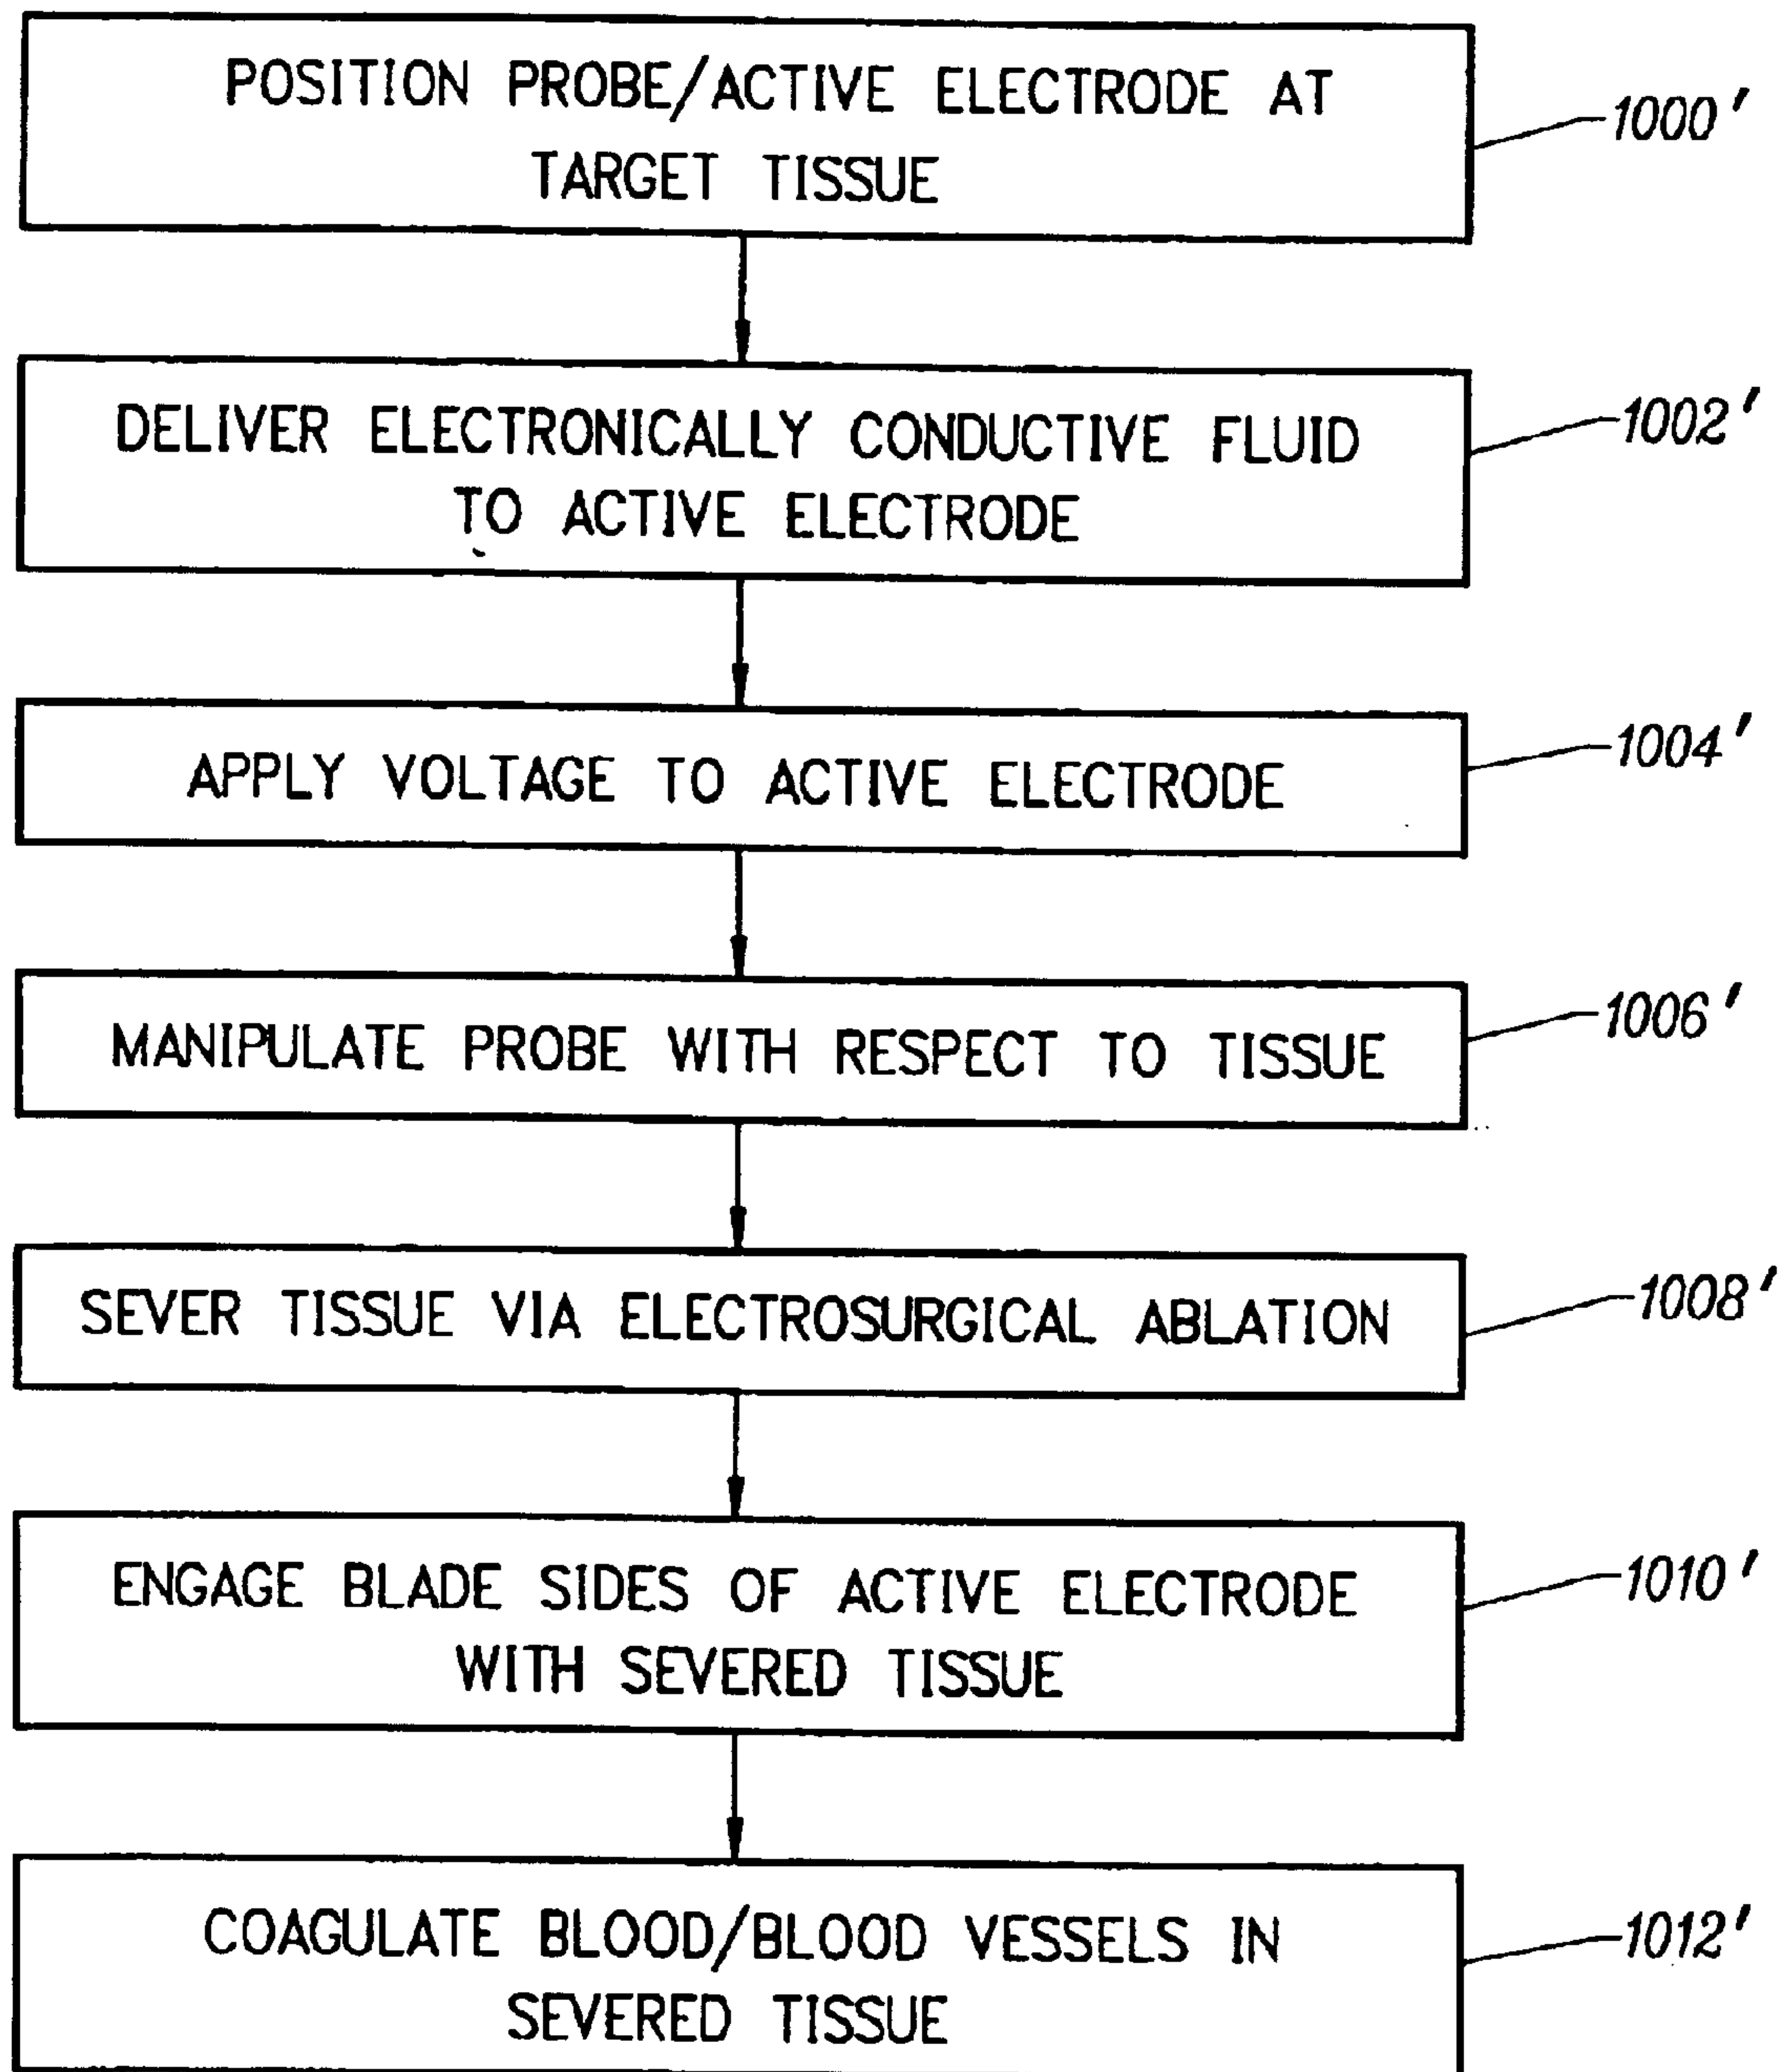 POSITION PROBE/ACTIVE ELECTRODE AT
TARGET TISSUE
1000'
DELIVER ELECTRONICALLY CONDUCTIVE FLUID
TO ACTIVE ELECTRODE
1002'
APPLY VOLTAGE TO ACTIVE ELECTRODE
1004'
MANIPULATE PROBE WITH RESPECT TO TISSUE
1006'
SEVER TISSUE VIA ELECTROSURGICAL ABLATION
1008'
ENGAGE BLADE SIDES OF ACTIVE ELECTRODE
WITH SEVERED TISSUE
1010'
COAGULATE BLOOD/BLOOD VESSELS IN
SEVERED TISSUE
1012'